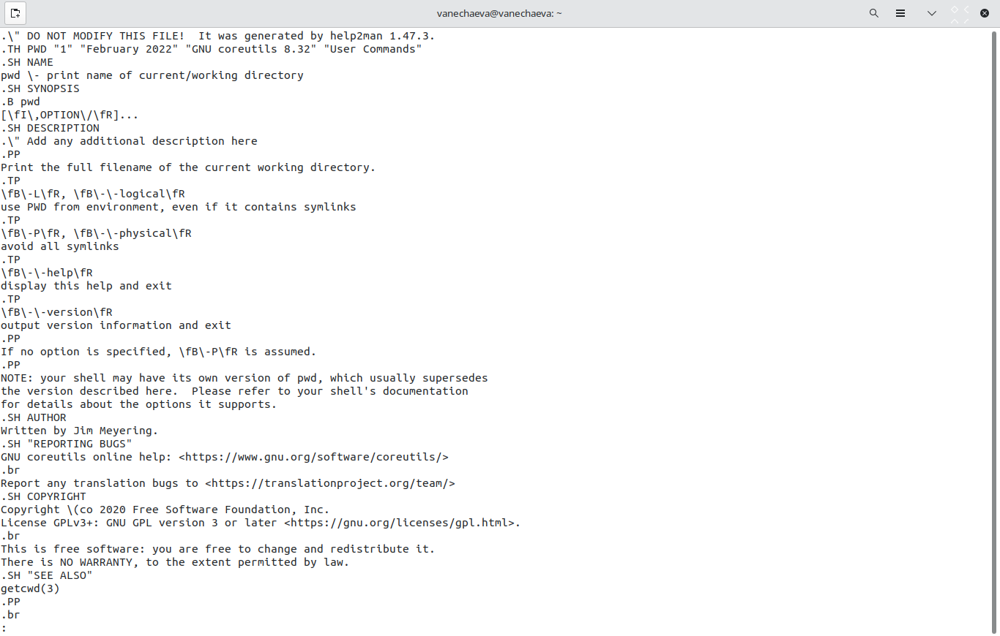 vanechaeva@vanechaeva: ~
.\" DO NOT MODIFY THIS FILE!  It was generated by help2man 1.47.3.
.TH PWD "1" "February 2022" "GNU coreutils 8.32" "User Commands"
.SH NAME
pwd \- print name of current/working directory
.SH SYNOPSIS
.B pwd
[\fI\,OPTION\/\fR]...
.SH DESCRIPTION
.\" Add any additional description here
.PP
Print the full filename of the current working directory.
.TP
\fB\-L\fR, \fB\-\-logical\fR
use PWD from environment, even if it contains symlinks
.TP
\fB\-P\fR, \fB\-\-physical\fR
avoid all symlinks
.TP
\fB\-\-help\fR
display this help and exit
.TP
\fB\-\-version\fR
output version information and exit
.PP
If no option is specified, \fB\-P\fR is assumed.
.PP
NOTE: your shell may have its own version of pwd, which usually supersedes
the version described here.  Please refer to your shell's documentation
for details about the options it supports.
.SH AUTHOR
Written by Jim Meyering.
.SH "REPORTING BUGS"
GNU coreutils online help: <https://www.gnu.org/software/coreutils/>
.br
Report any translation bugs to <https://translationproject.org/team/>
.SH COPYRIGHT
Copyright \(co 2020 Free Software Foundation, Inc.
License GPLv3+: GNU GPL version 3 or later <https://gnu.org/licenses/gpl.html>.
.br
This is free software: you are free to change and redistribute it.
There is NO WARRANTY, to the extent permitted by law.
.SH "SEE ALSO"
getcwd(3)
.PP
.br
: